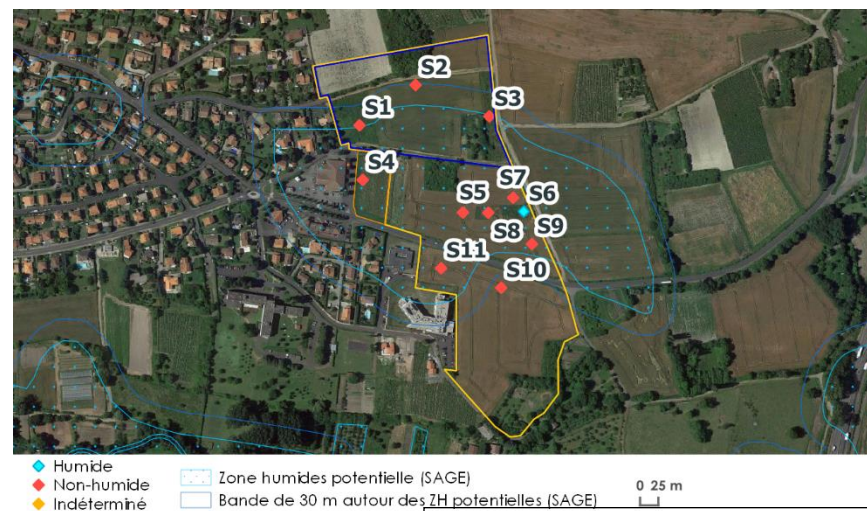 S2
S1
S3
S4
S7
S6
S5
S8
S9
S11
S10
Humide
Non-humide
Indéterminé
Zone humides potentielle (SAGE)
Bande de 30 m autour des ZH potentielles (SAGE)
0 25 m